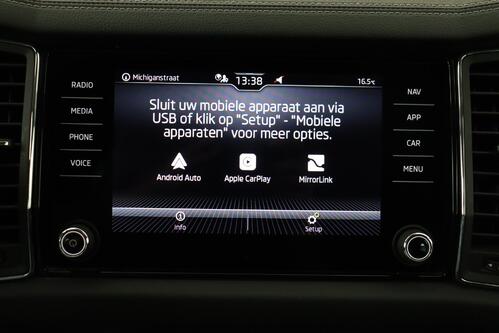 Michiganstraat 13:38 16.5°C
RADIO
MEDIA
PHONE
VOICE
Sluit uw mobiele apparaat aan via
USB of klik op "Setup" - "Mobiele
apparaten" voor meer opties.
Android Auto Apple CarPlay MirrorLink
Info Setup
NAV
APP
CAR
MENU